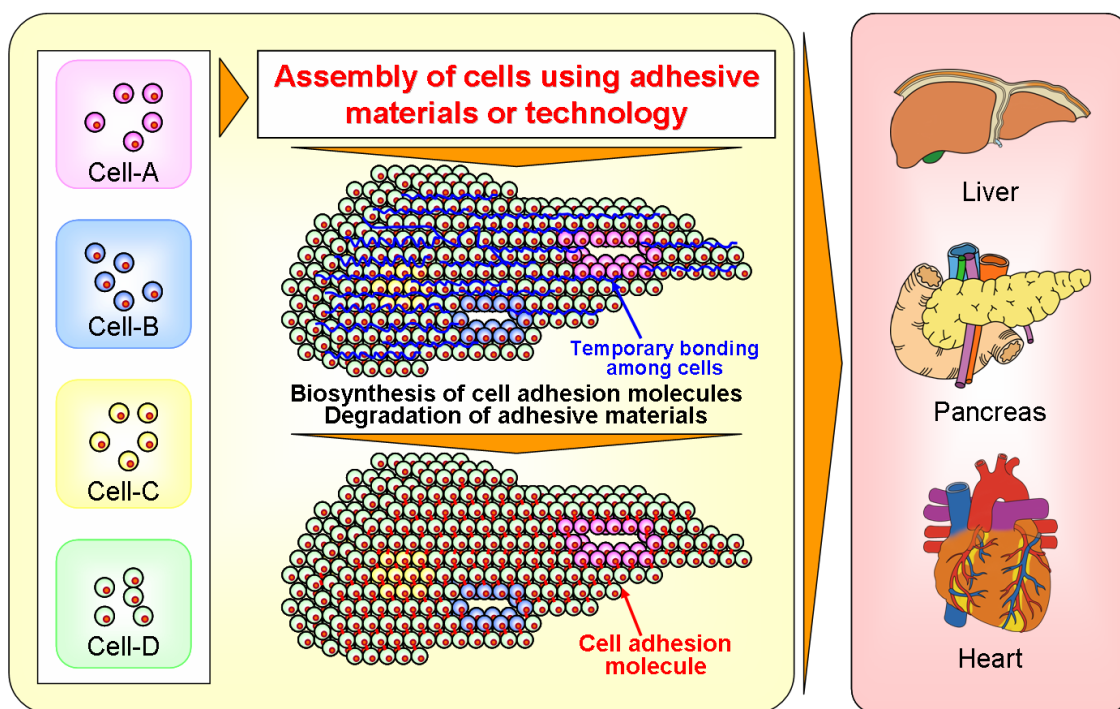 Cell-A
Cell-B
Cell-C
Cell-D
Assembly of cells using adhesive
materials or technology
Temporary bonding
among cells
Biosynthesis of cell adhesion molecules
Degradation of adhesive materials
Cell adhesion
molecule
Liver
Pancreas
Heart